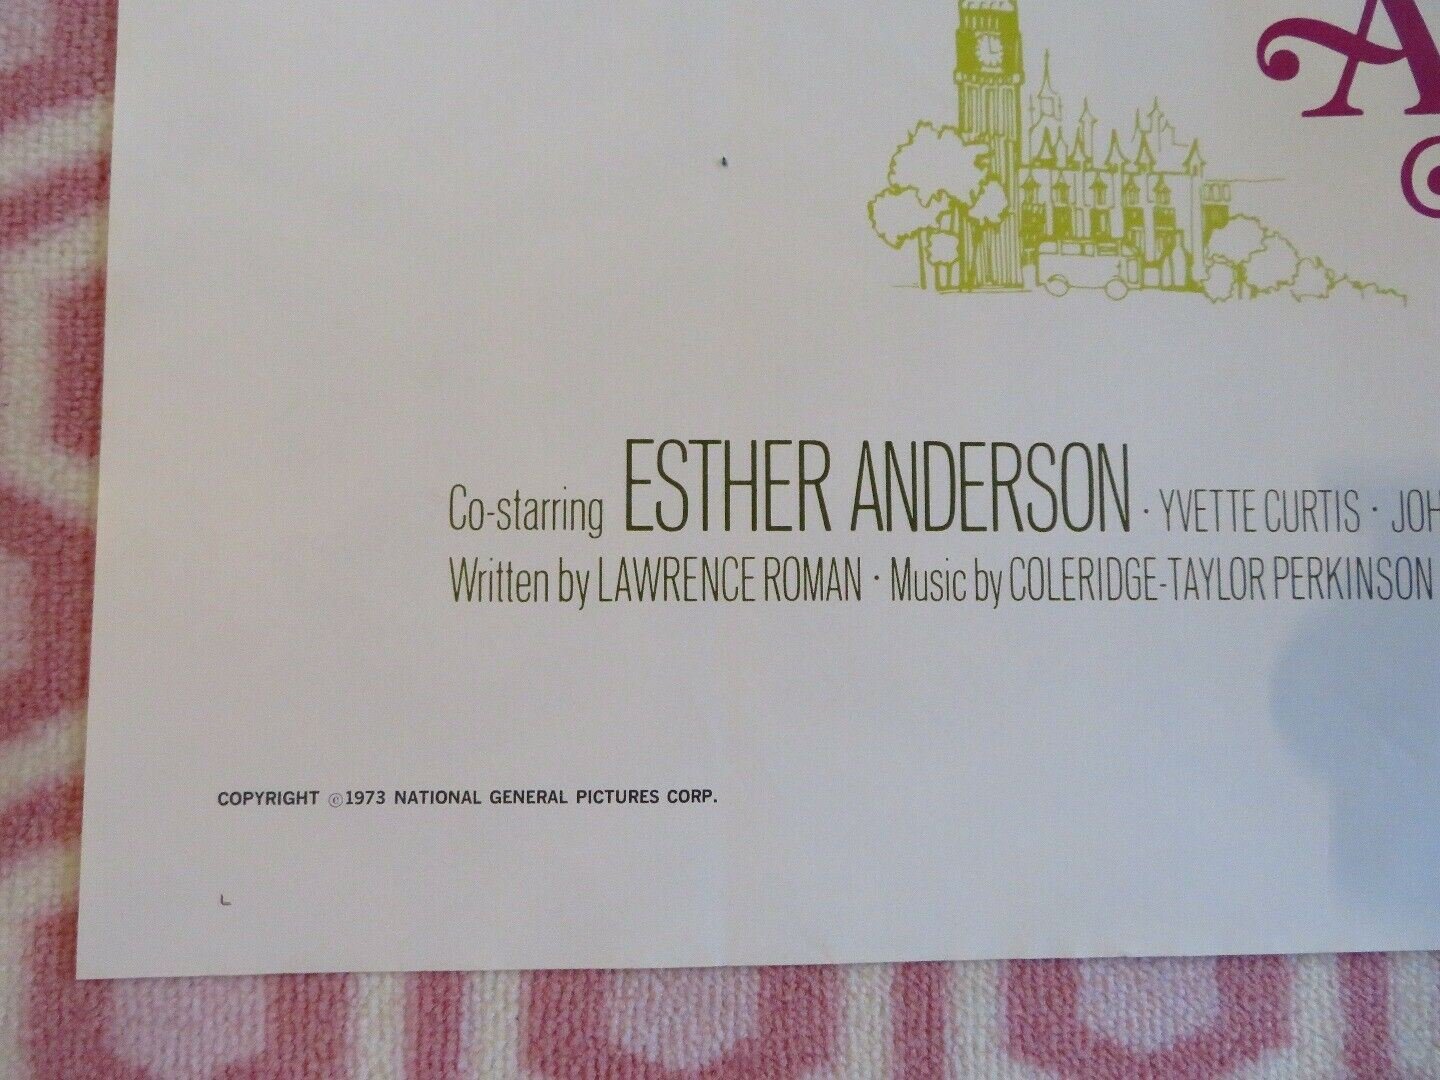 A
Co-starring ESTHER ANDERSON · YVETTE CURTIS · JOH
Written by LAWRENCE ROMAN · Music by COLERIDGE-TAYLOR PERKINSON
COPYRIGHT ©1973 NATIONAL GENERAL PICTURES CORP.